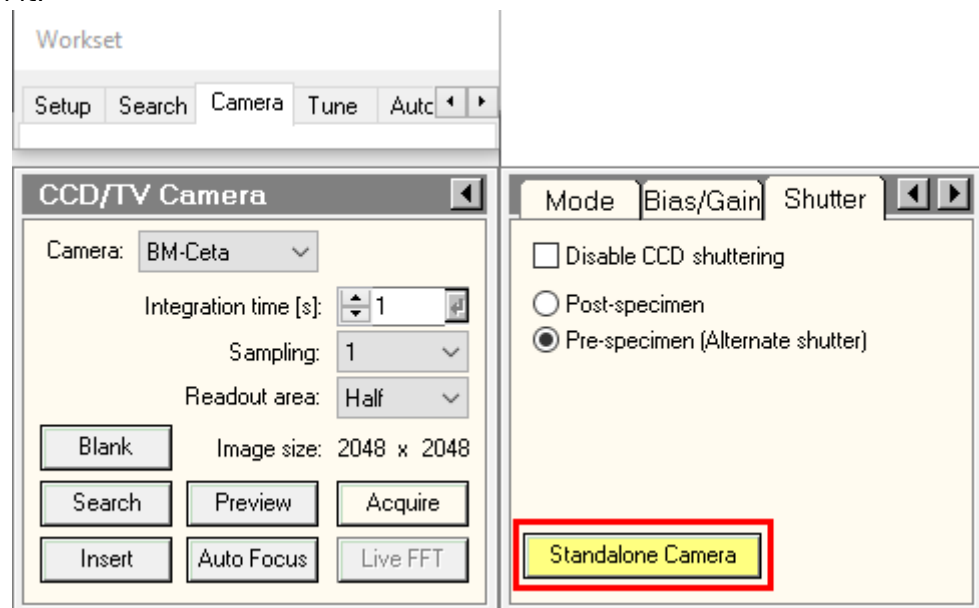 Workset
Setup Search Camera Tune
CCD/TV Camera
Camera: BM-Ceta
Integration time [s]: 1
Sampling: 1
Readout area: Half
Blank Image size: 2048 x 2048
Search Preview Acquire
Insert Auto Focus Live FFT
Mode Bias/Gain Shutter
Disable CCD shuttering
Post-specimen
Pre-specimen (Alternate shutter)
Standalone Camera